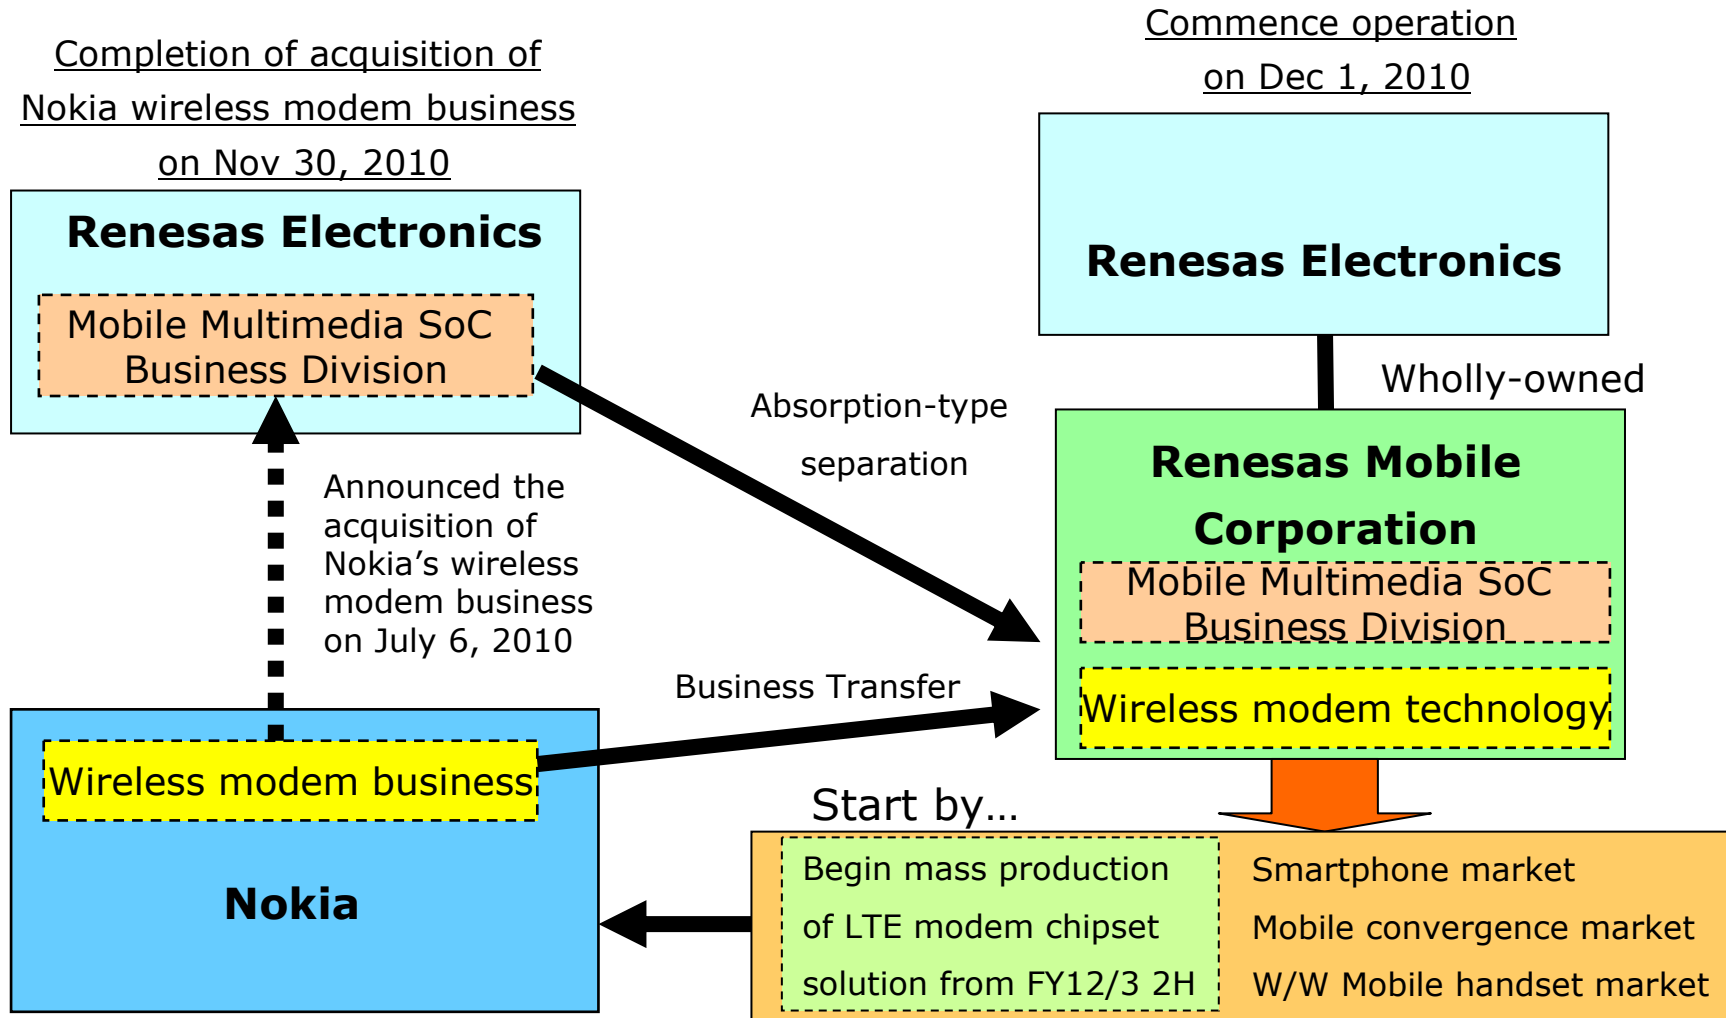 Completion of acquisition of
Nokia wireless modem business
on Nov 30, 2010
Renesas Electronics
Mobile Multimedia SoC
Business Division
Announced the
acquisition of
Nokia’s wireless
modem business
on July 6, 2010
Wireless modem business
Nokia
Absorption-type
separation
Business Transfer
Commence operation
on Dec 1, 2010
Renesas Electronics
Wholly-owned
Renesas Mobile
Corporation
Mobile Multimedia SoC
Business Division
Wireless modem technology
Start by…
Begin mass production
of LTE modem chipset
solution from FY12/3 2H
Smartphone market
Mobile convergence market
W/W Mobile handset market